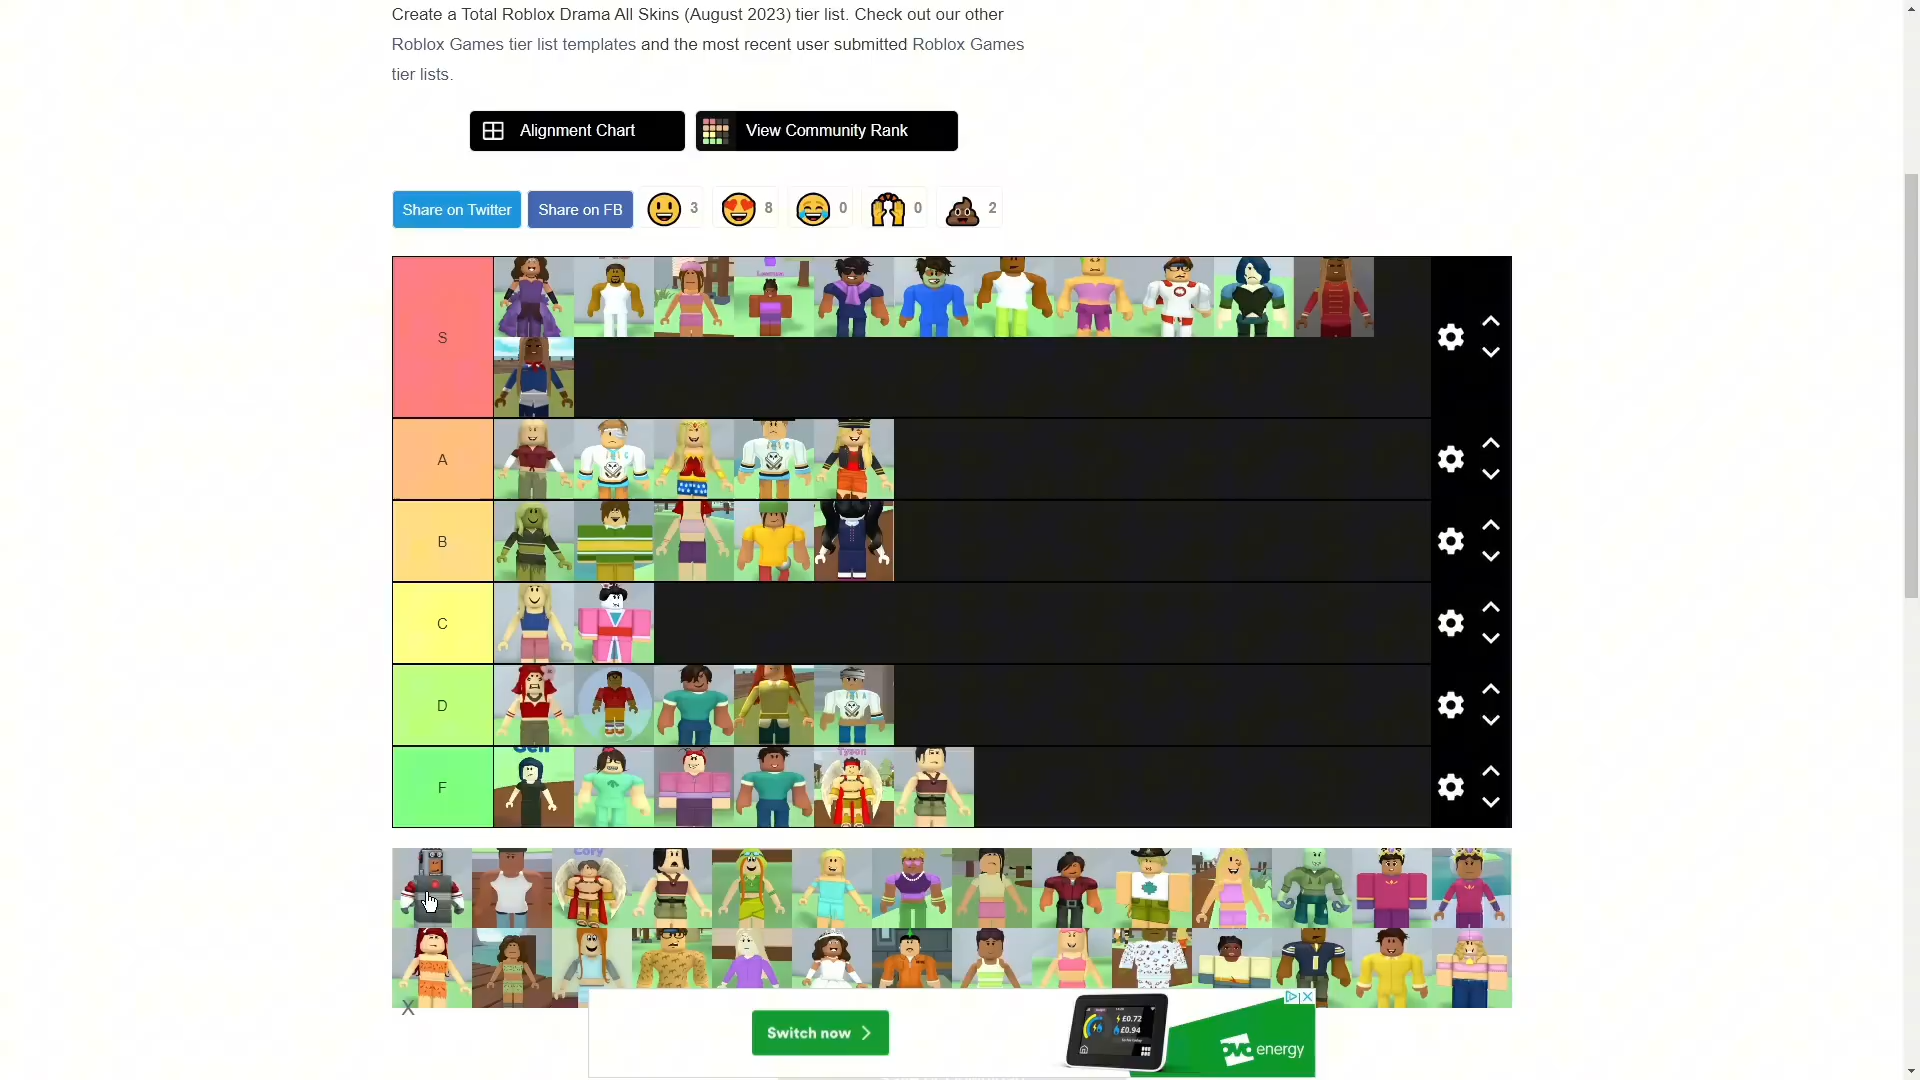 Create a Total Roblox Drama All Skins (August 2023) tier list. Check out our other
Roblox Games tier list templates and the most recent user submitted Roblox Games
tier lists.
Alignment Chart
View Community Rank
Share on Twitter
Share on FB
3
8
0
0
2
S
A
B
C
D
F
Tyson
Cory
X
Switch now
£0.72
£0.94
ovo energy